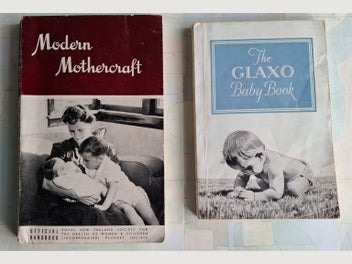 Modern
Mothercraft
OFFICIAL
HANDBOOK
ROYAL NEW ZEALAND SOCIETY FOR
THE HEALTH OF WOMEN & CHILDREN
(INCORPORATED) PLUNKET SOCIETY
The
GLAXO
Baby Book